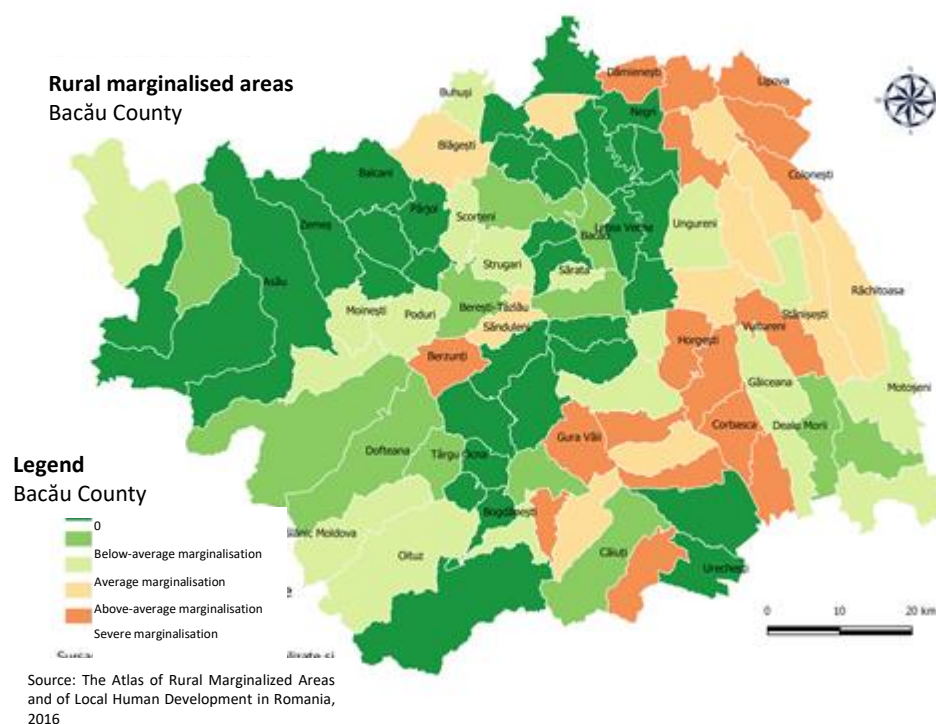 Rural marginalised areas
Bacău County
Dămienești
Lipova
Buhuși
Negri
Blăgești
Balcani
Colonești
Pârjol
Scorțeni
Zemeș
Bacău
Letea Veche
Ungureni
Strugari
Sărata
Asău
Răchitoasa
Moinești
Poduri
Berești-Tazlău
Stănișești
Sănduleni
Vultureni
Horgești
Berzunți
Găiceana
Motoșeni
Corbasca
Dealu Morii
Gura Văii
Dofteana
Târgu Ocna
Legend
Bacău County
Bogdănești
0
Slănic Moldova
Oituz
Căiuți
Below-average marginalisation
Urechești
Average marginalisation
Above-average marginalisation
Severe marginalisation
0 10 20 km
Source: The Atlas of Rural Marginalized Areas
and of Local Human Development in Romania,
2016